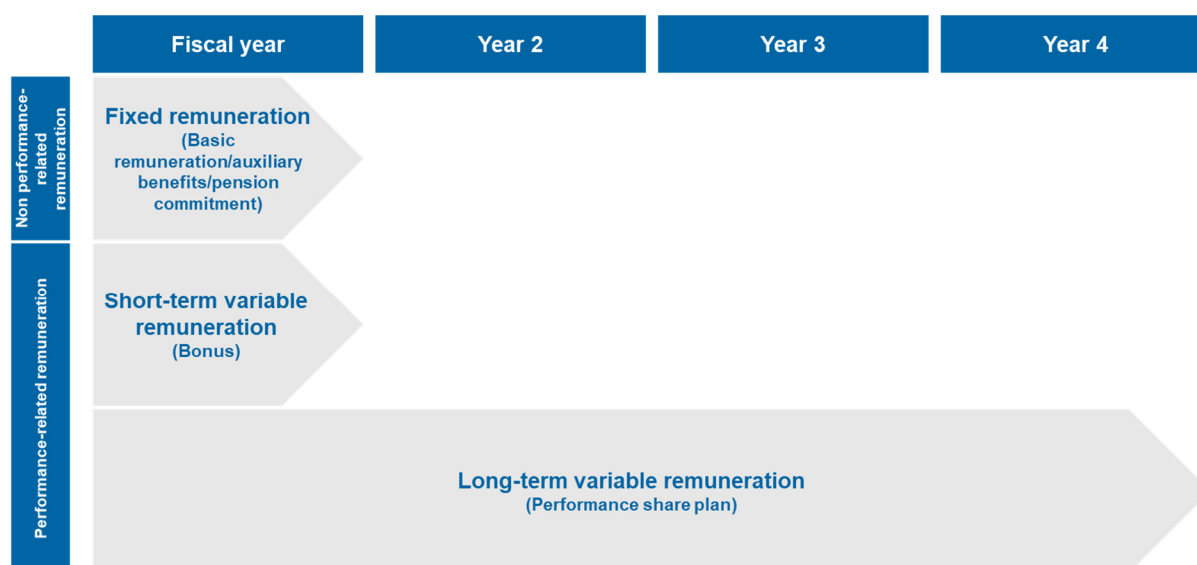 Fiscal year
Year 2
Year 3
Year 4
Non performance-
related
remuneration
Fixed remuneration
(Basic
remuneration/auxiliary
benefits/pension
commitment)
Performance-related remuneration
Short-term variable
remuneration
(Bonus)
Long-term variable remuneration
(Performance share plan)